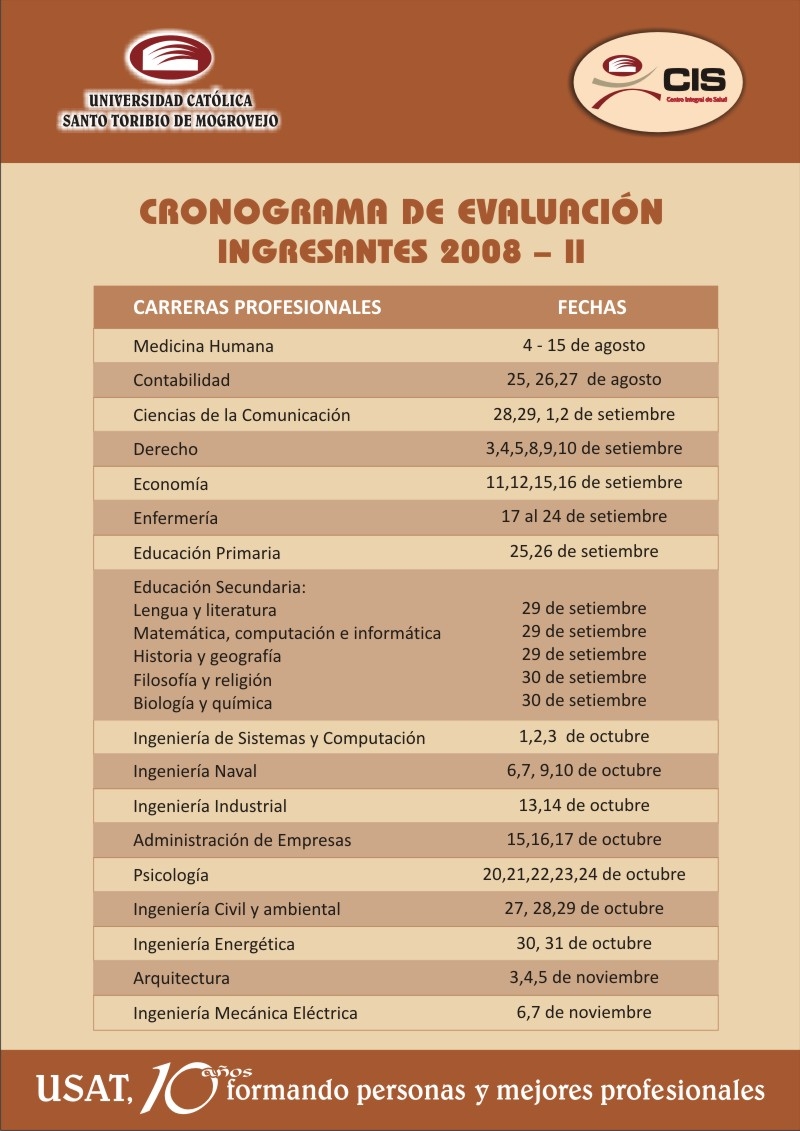 UNIVERSIDAD CATÓLICA
SANTO TORIBIO DE MOGROVEJO
CIS
Centro Integral de Salud
CRONOGRAMA DE EVALUACIÓN
INGRESANTES 2008 – II
CARRERAS PROFESIONALES FECHAS
Medicina Humana 4 - 15 de agosto
Contabilidad 25, 26,27 de agosto
Ciencias de la Comunicación 28,29, 1,2 de setiembre
Derecho 3,4,5,8,9,10 de setiembre
Economía 11,12,15,16 de setiembre
Enfermería 17 al 24 de setiembre
Educación Primaria 25,26 de setiembre
Educación Secundaria:
Lengua y literatura 29 de setiembre
Matemática, computación e informática 29 de setiembre
Historia y geografía 29 de setiembre
Filosofía y religión 30 de setiembre
Biología y química 30 de setiembre
Ingeniería de Sistemas y Computación 1,2,3 de octubre
Ingeniería Naval 6,7, 9,10 de octubre
Ingeniería Industrial 13,14 de octubre
Administración de Empresas 15,16,17 de octubre
Psicología 20,21,22,23,24 de octubre
Ingeniería Civil y ambiental 27, 28,29 de octubre
Ingeniería Energética 30, 31 de octubre
Arquitectura 3,4,5 de noviembre
Ingeniería Mecánica Eléctrica 6,7 de noviembre
USAT, 10 años formando personas y mejores profesionales